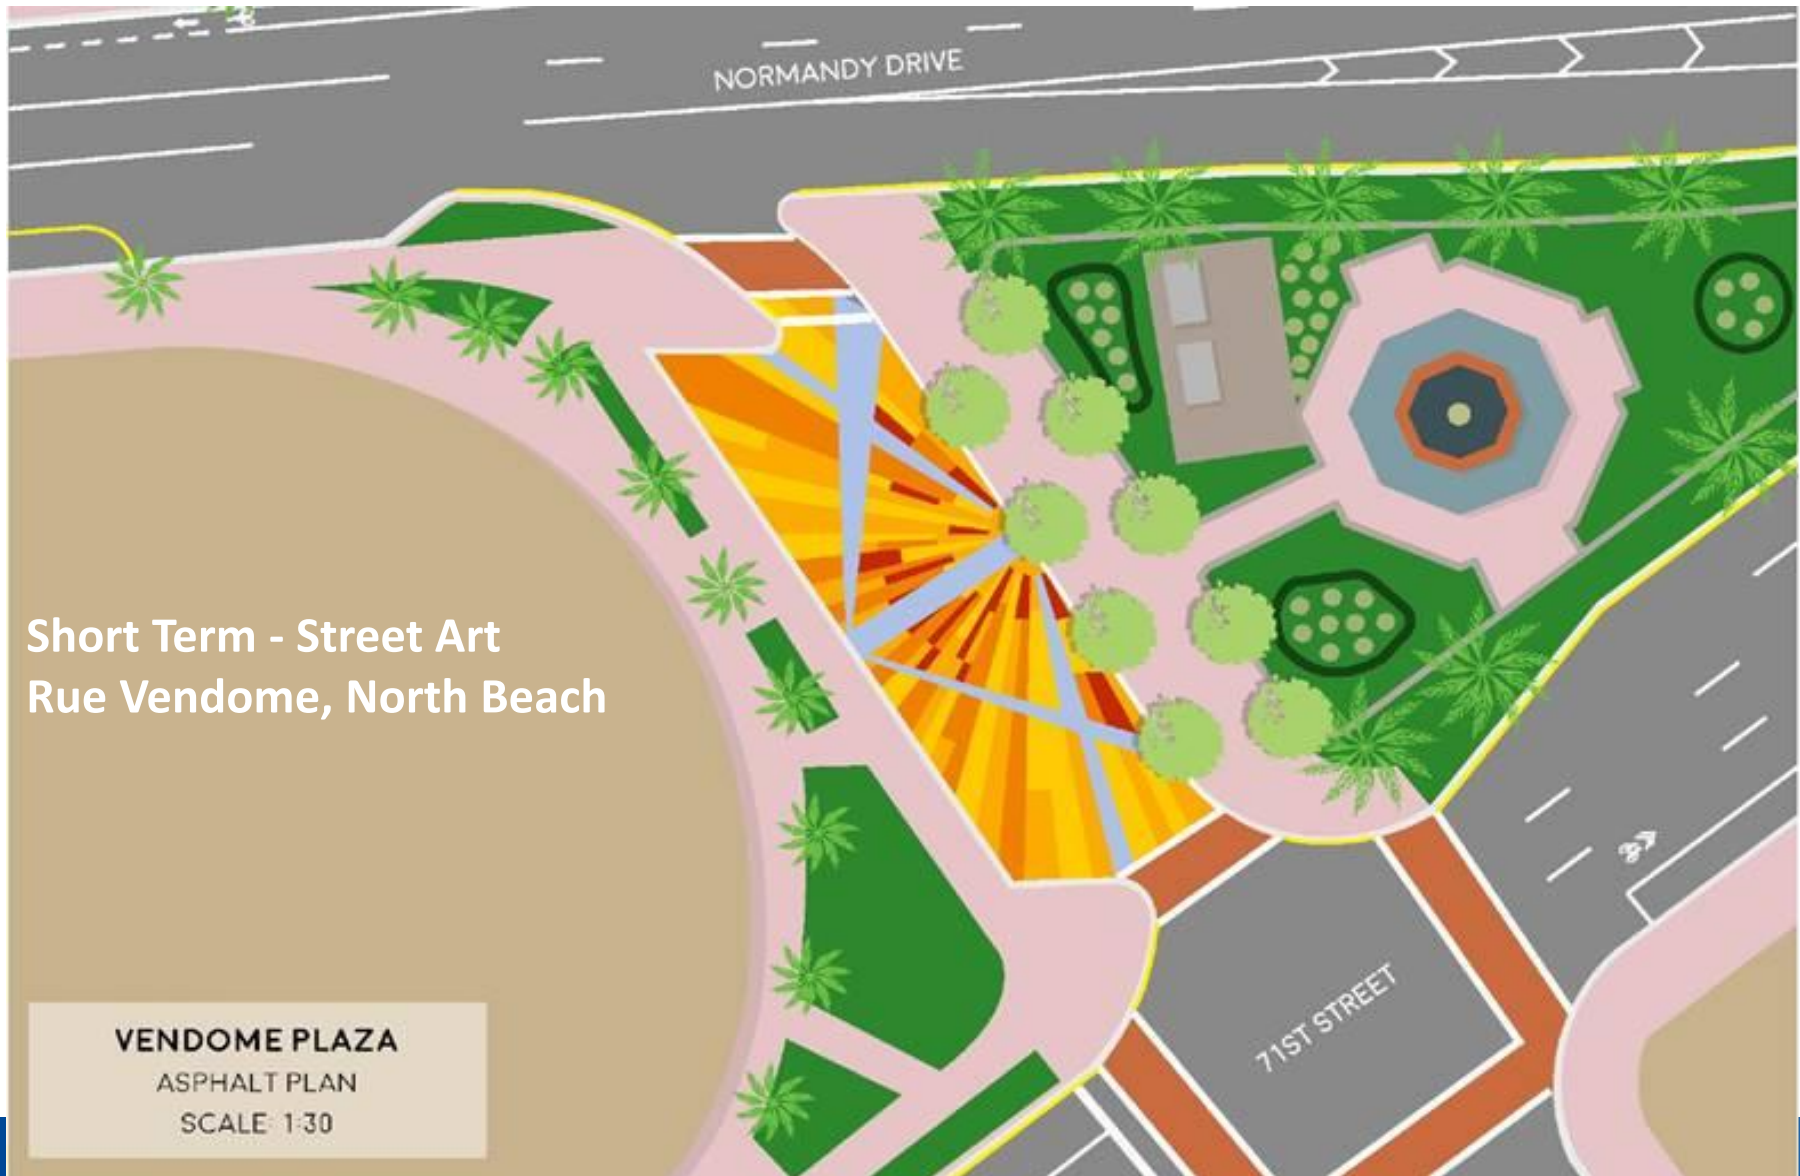 NORMANDY DRIVE
Short Term - Street Art
Rue Vendome, North Beach
71ST STREET
VENDOME PLAZA
ASPHALT PLAN
SCALE: 1:30